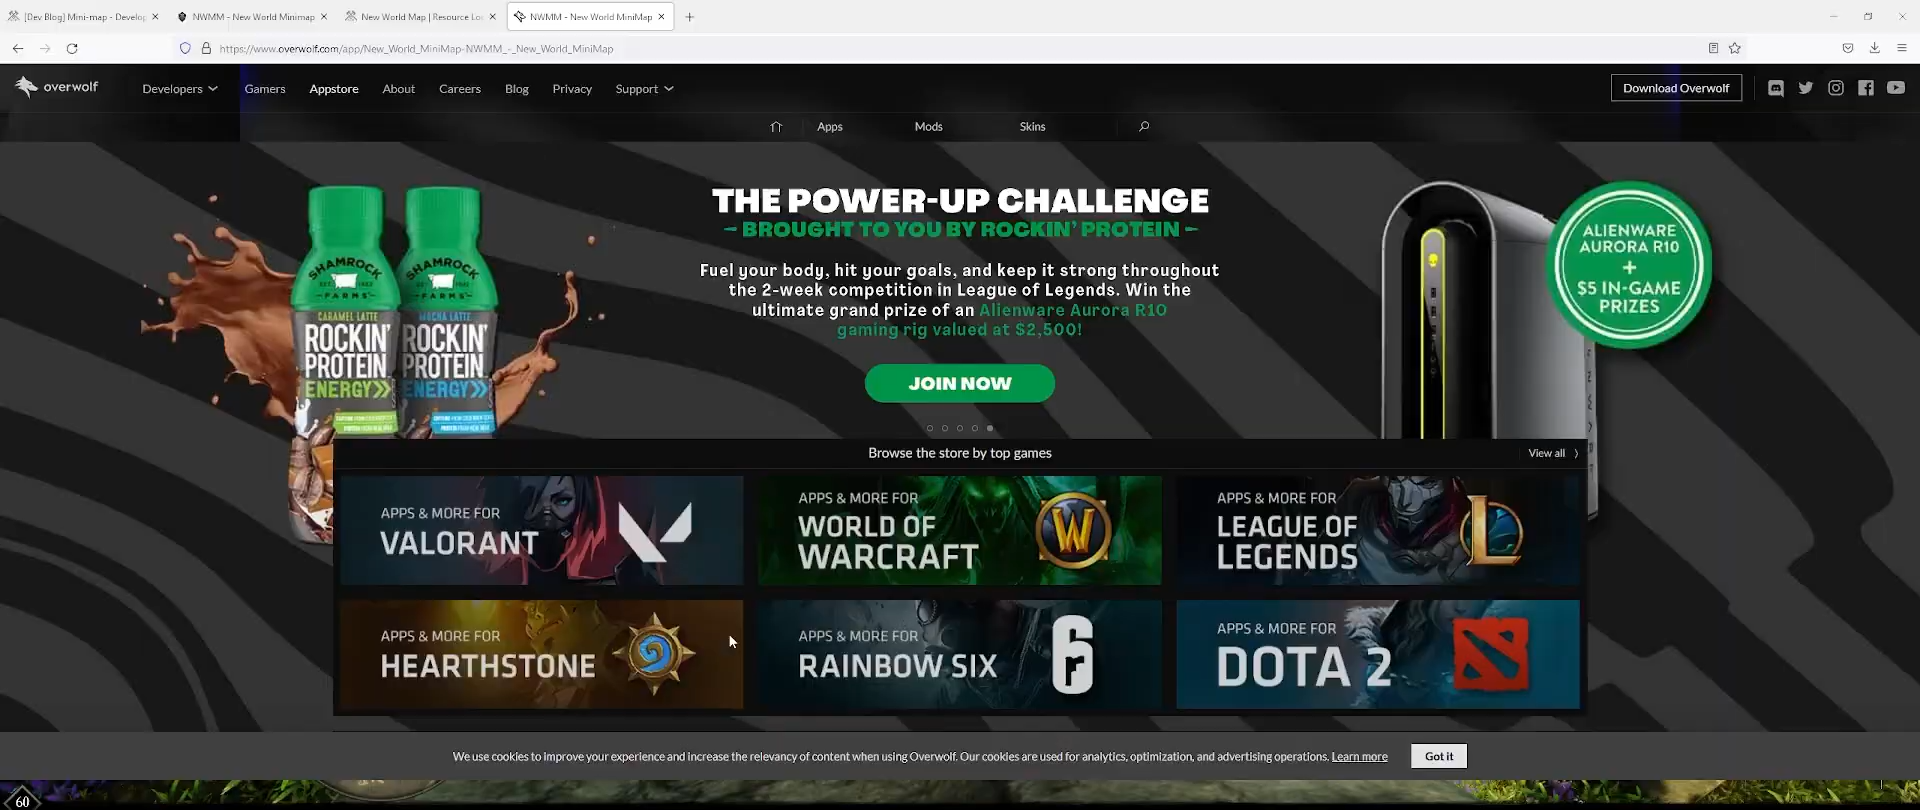 [Dev Blog] Mini-map - Develop
NWMM - New World Minimap
New World Map | Resource Lo
NWMM - New World MiniMap
https://www.overwolf.com/app/New_World_MiniMap-NWMM_-_New_World_MiniMap
overwolf
Developers
Gamers
Appstore
About
Careers
Blog
Privacy
Support
Download Overwolf
Apps
Mods
Skins
THE POWER-UP CHALLENGE
- BROUGHT TO YOU BY ROCKIN' PROTEIN -
Fuel your body, hit your goals, and keep it strong throughout
the 2-week competition in League of Legends. Win the
ultimate grand prize of an Alienware Aurora R10
gaming rig valued at $2,500!
JOIN NOW
SHAMROCK
FARMS
CARAMEL LATTE
ROCKIN'
PROTEIN
ENERGY
SHAMROCK
FARMS
MOCHA LATTE
ROCKIN'
PROTEIN
ENERGY
ALIENWARE
AURORA R10
+
$5 IN-GAME
PRIZES
Browse the store by top games
View all
APPS & MORE FOR
VALORANT
APPS & MORE FOR
WORLD OF
WARCRAFT
APPS & MORE FOR
LEAGUE OF
LEGENDS
APPS & MORE FOR
HEARTHSTONE
APPS & MORE FOR
RAINBOW SIX
APPS & MORE FOR
DOTA 2
We use cookies to improve your experience and increase the relevancy of content when using Overwolf. Our cookies are used for analytics, optimization, and advertising operations. Learn more
Got it
60